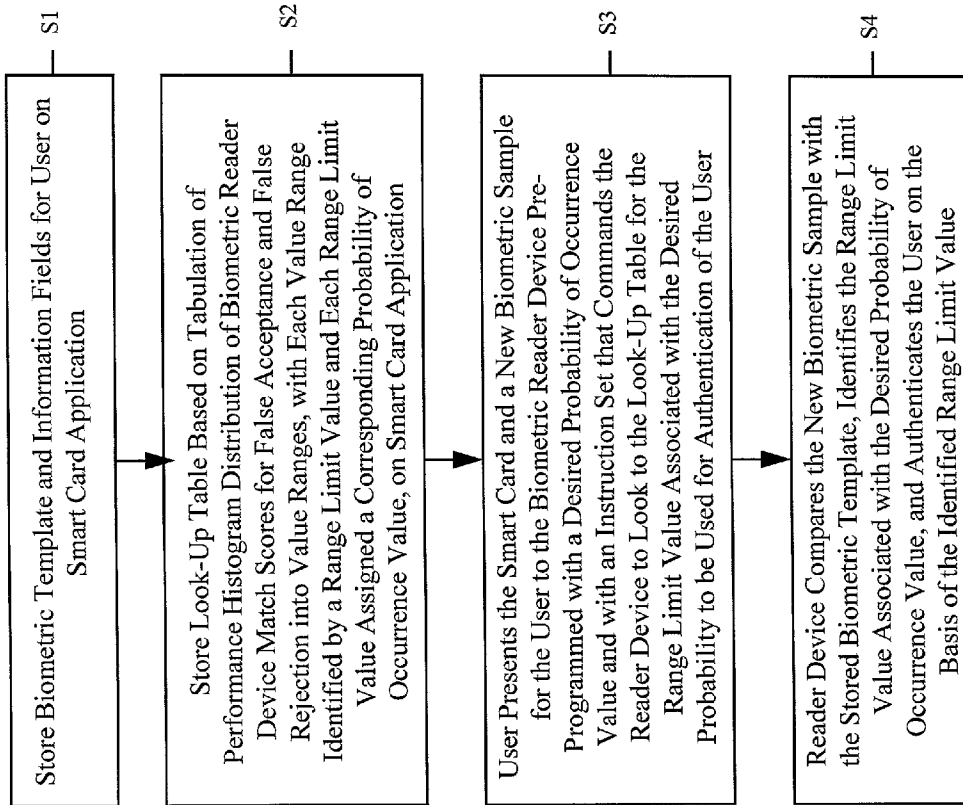 Store Biometric Template and Information Fields for User on
Smart Card Application
S1
Store Look-Up Table Based on Tabulation of
Performance Histogram Distribution of Biometric Reader
Device Match Scores for False Acceptance and False
Rejection into Value Ranges, with Each Value Range
Identified by a Range Limit Value and Each Range Limit
Value Assigned a Corresponding Probability of
Occurrence Value, on Smart Card Application
S2
User Presents the Smart Card and a New Biometric Sample
for the User to the Biometric Reader Device Pre-
Programmed with a Desired Probability of Occurrence
Value and with an Instruction Set that Commands the
Reader Device to Look to the Look-Up Table for the
Range Limit Value Associated with the Desired
Probability to be Used for Authentication of the User
S3
Reader Device Compares the New Biometric Sample with
the Stored Biometric Template, Identifies the Range Limit
Value Associated with the Desired Probability of
Occurrence Value, and Authenticates the User on the
Basis of the Identified Range Limit Value
S4